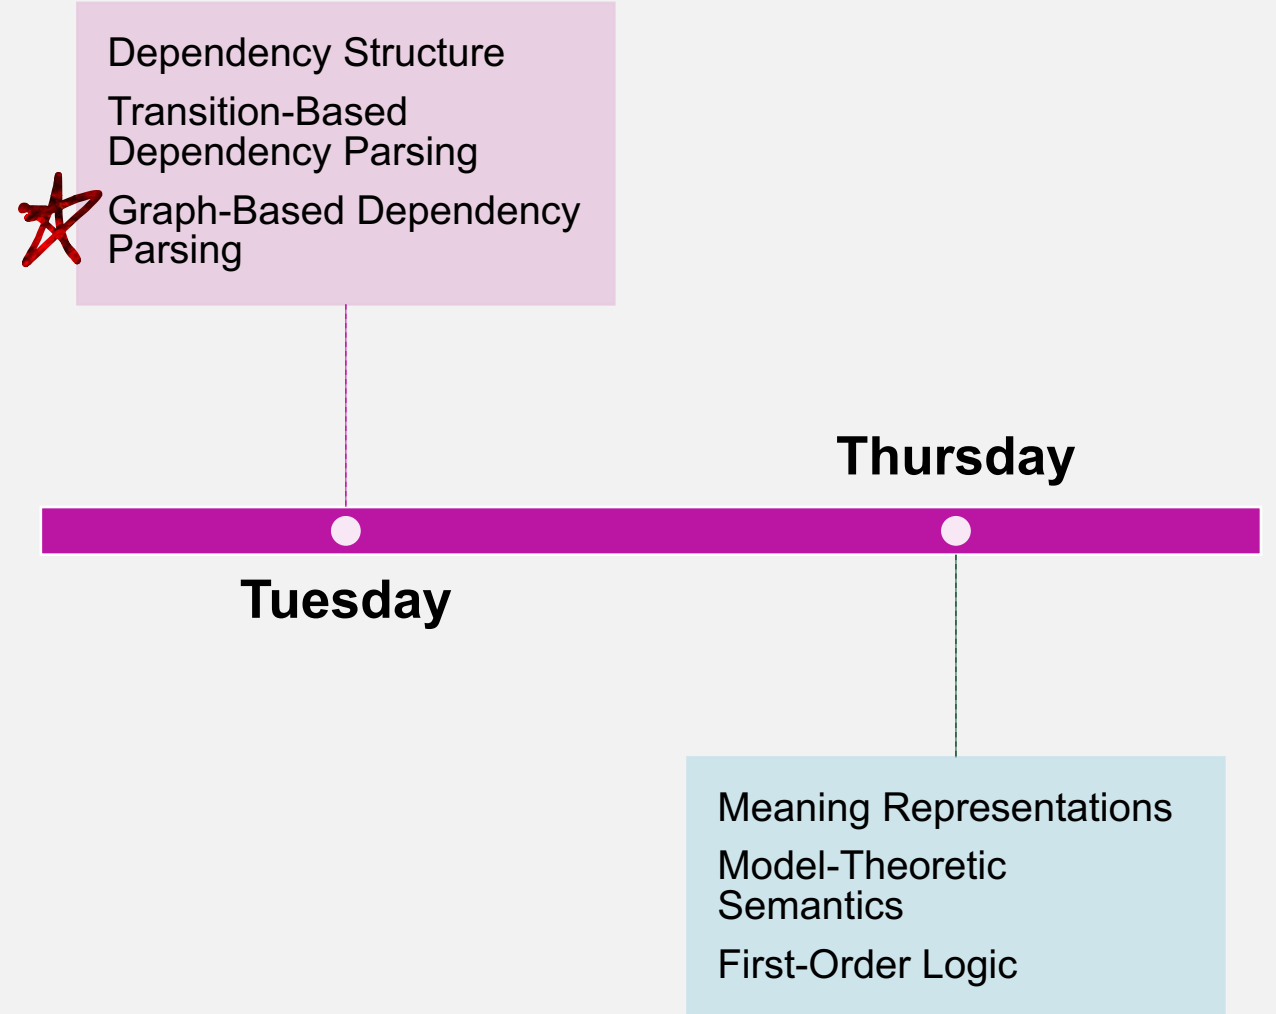 Dependency Structure
Transition-Based
Dependency Parsing
Graph-Based Dependency
Parsing
Thursday
Tuesday
Meaning Representations
Model-Theoretic
Semantics
First-Order Logic